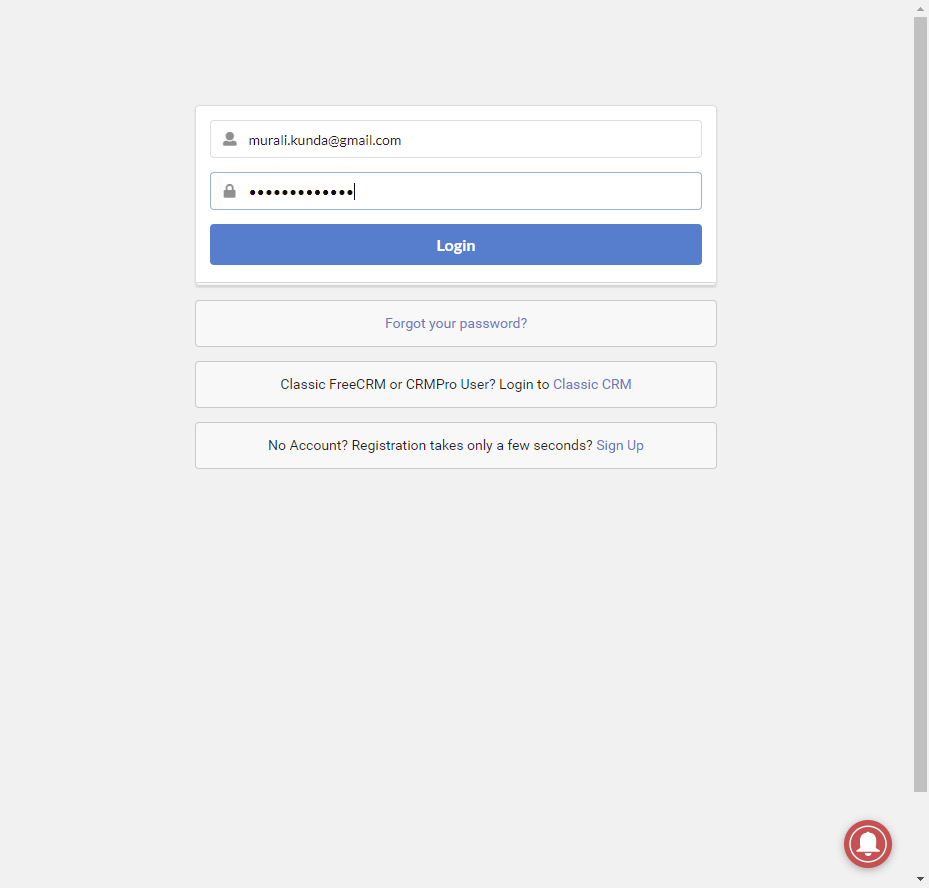 murali.kunda@gmail.com
•••••••••••••
Login
Forgot your password?
Classic FreeCRM or CRMPro User? Login to Classic CRM
No Account? Registration takes only a few seconds? Sign Up